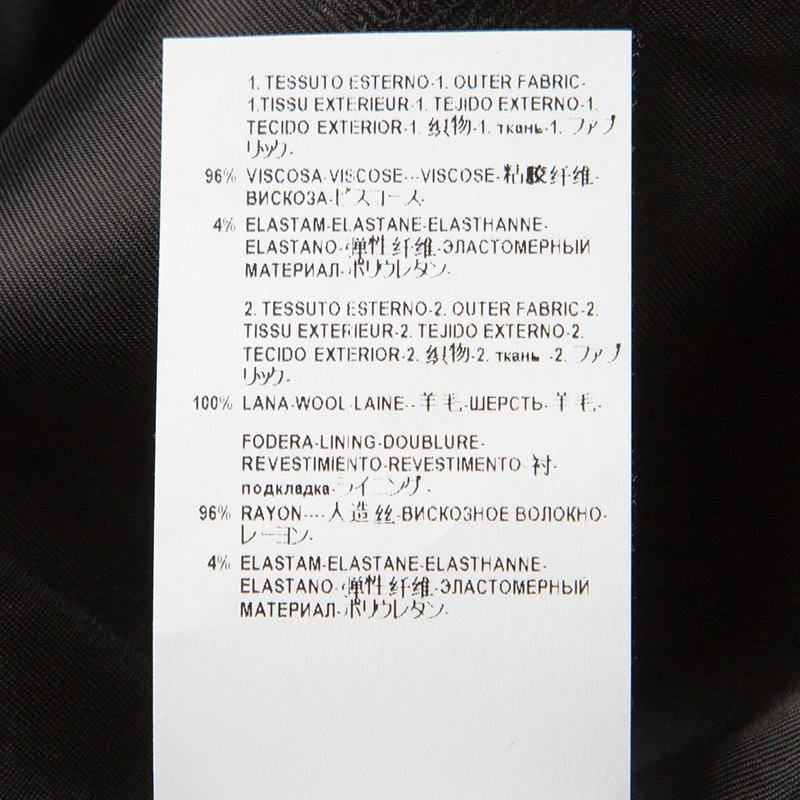 1. TESSUTO ESTERNO-1. OUTER FABRIC-
1.TISSU EXTERIEUR-1. TEJIDO EXTERNO-1.
TECIDO EXTERIOR-1. 织物-1. ткань-1. ファブ
リック-
96% VISCOSA-VISCOSE---VISCOSE-粘胶纤维-
ВИСКОЗА-ビスコース-
4% ELASTAM-ELASTANE-ELASTHANNE-
ELASTANO-弹性纤维-ЭЛАСТОМЕРНЫЙ
МАТЕРИАЛ-ポリウレタン-
2. TESSUTO ESTERNO-2. OUTER FABRIC-2.
TISSU EXTERIEUR-2. TEJIDO EXTERNO-2.
TECIDO EXTERIOR-2. 织物-2. ткань -2. ファブ
リック-
100% LANA-WOOL-LAINE--羊毛-ШЕРСТЬ-羊毛-
FODERA-LINING-DOUBLURE-
REVESTIMIENTO-REVESTIMENTO-衬-
подкладка-ライニング-
96% RAYON----人造丝-ВИСКОЗНОЕ ВОЛОКНО-
レーヨン-
4% ELASTAM-ELASTANE-ELASTHANNE-
ELASTANO-弹性纤维-ЭЛАСТОМЕРНЫЙ
МАТЕРИАЛ-ポリウレタン-